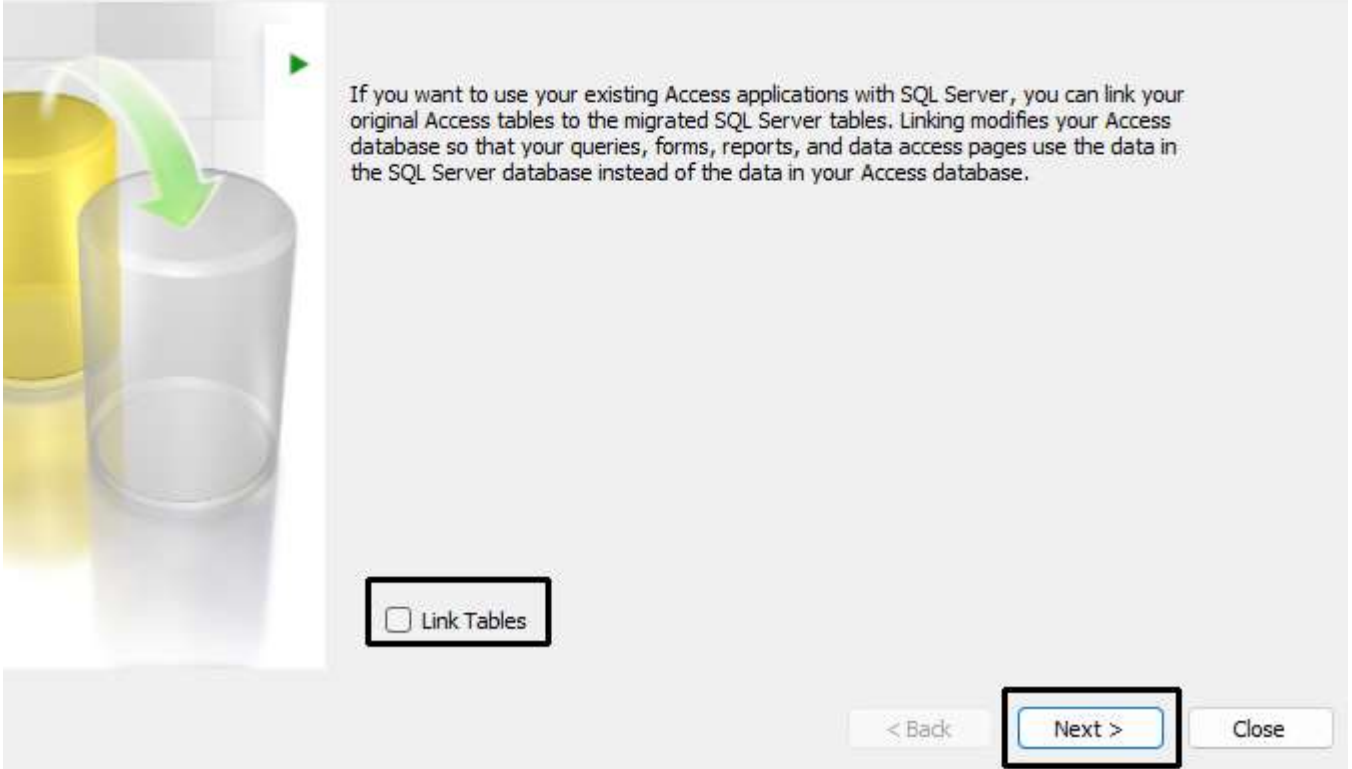 If you want to use your existing Access applications with SQL Server, you can link your
original Access tables to the migrated SQL Server tables. Linking modifies your Access
database so that your queries, forms, reports, and data access pages use the data in
the SQL Server database instead of the data in your Access database.
Link Tables
< Back
Next >
Close